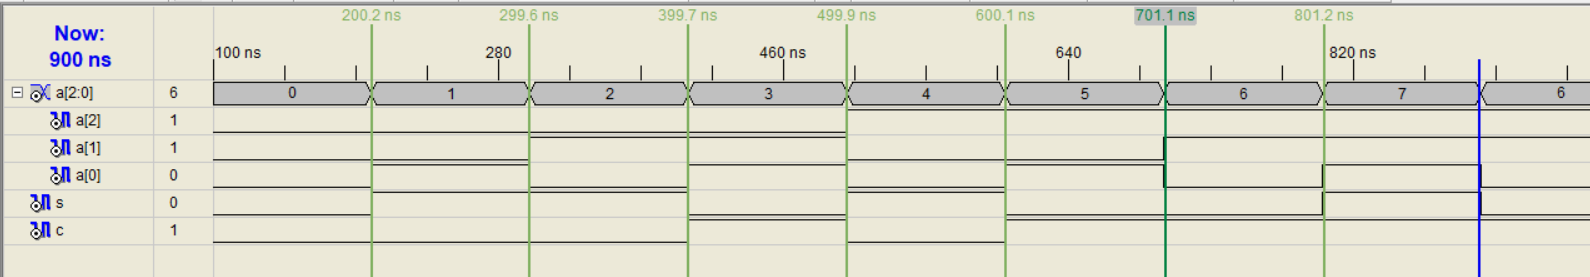 200.2 ns 299.6 ns 399.7 ns 499.9 ns 600.1 ns 701.1 ns 801.2 ns
Now:
900 ns
100 ns 280 460 ns 640 820 ns
a[2:0] 6 0 1 2 3 4 5 6 7 6
a[2] 1
a[1] 1
a[0] 0
s 0
c 1